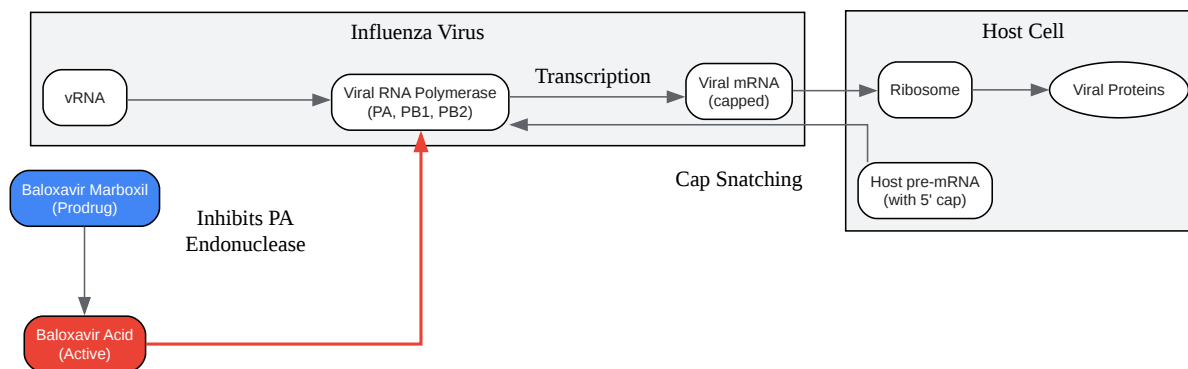 Influenza Virus
Host Cell
vRNA
Viral RNA Polymerase
(PA, PB1, PB2)
Transcription
Viral mRNA
(capped)
Ribosome
Viral Proteins
Cap Snatching
Host pre-mRNA
(with 5' cap)
Baloxavir Marboxil
(Prodrug)
Inhibits PA
Endonuclease
Baloxavir Acid
(Active)